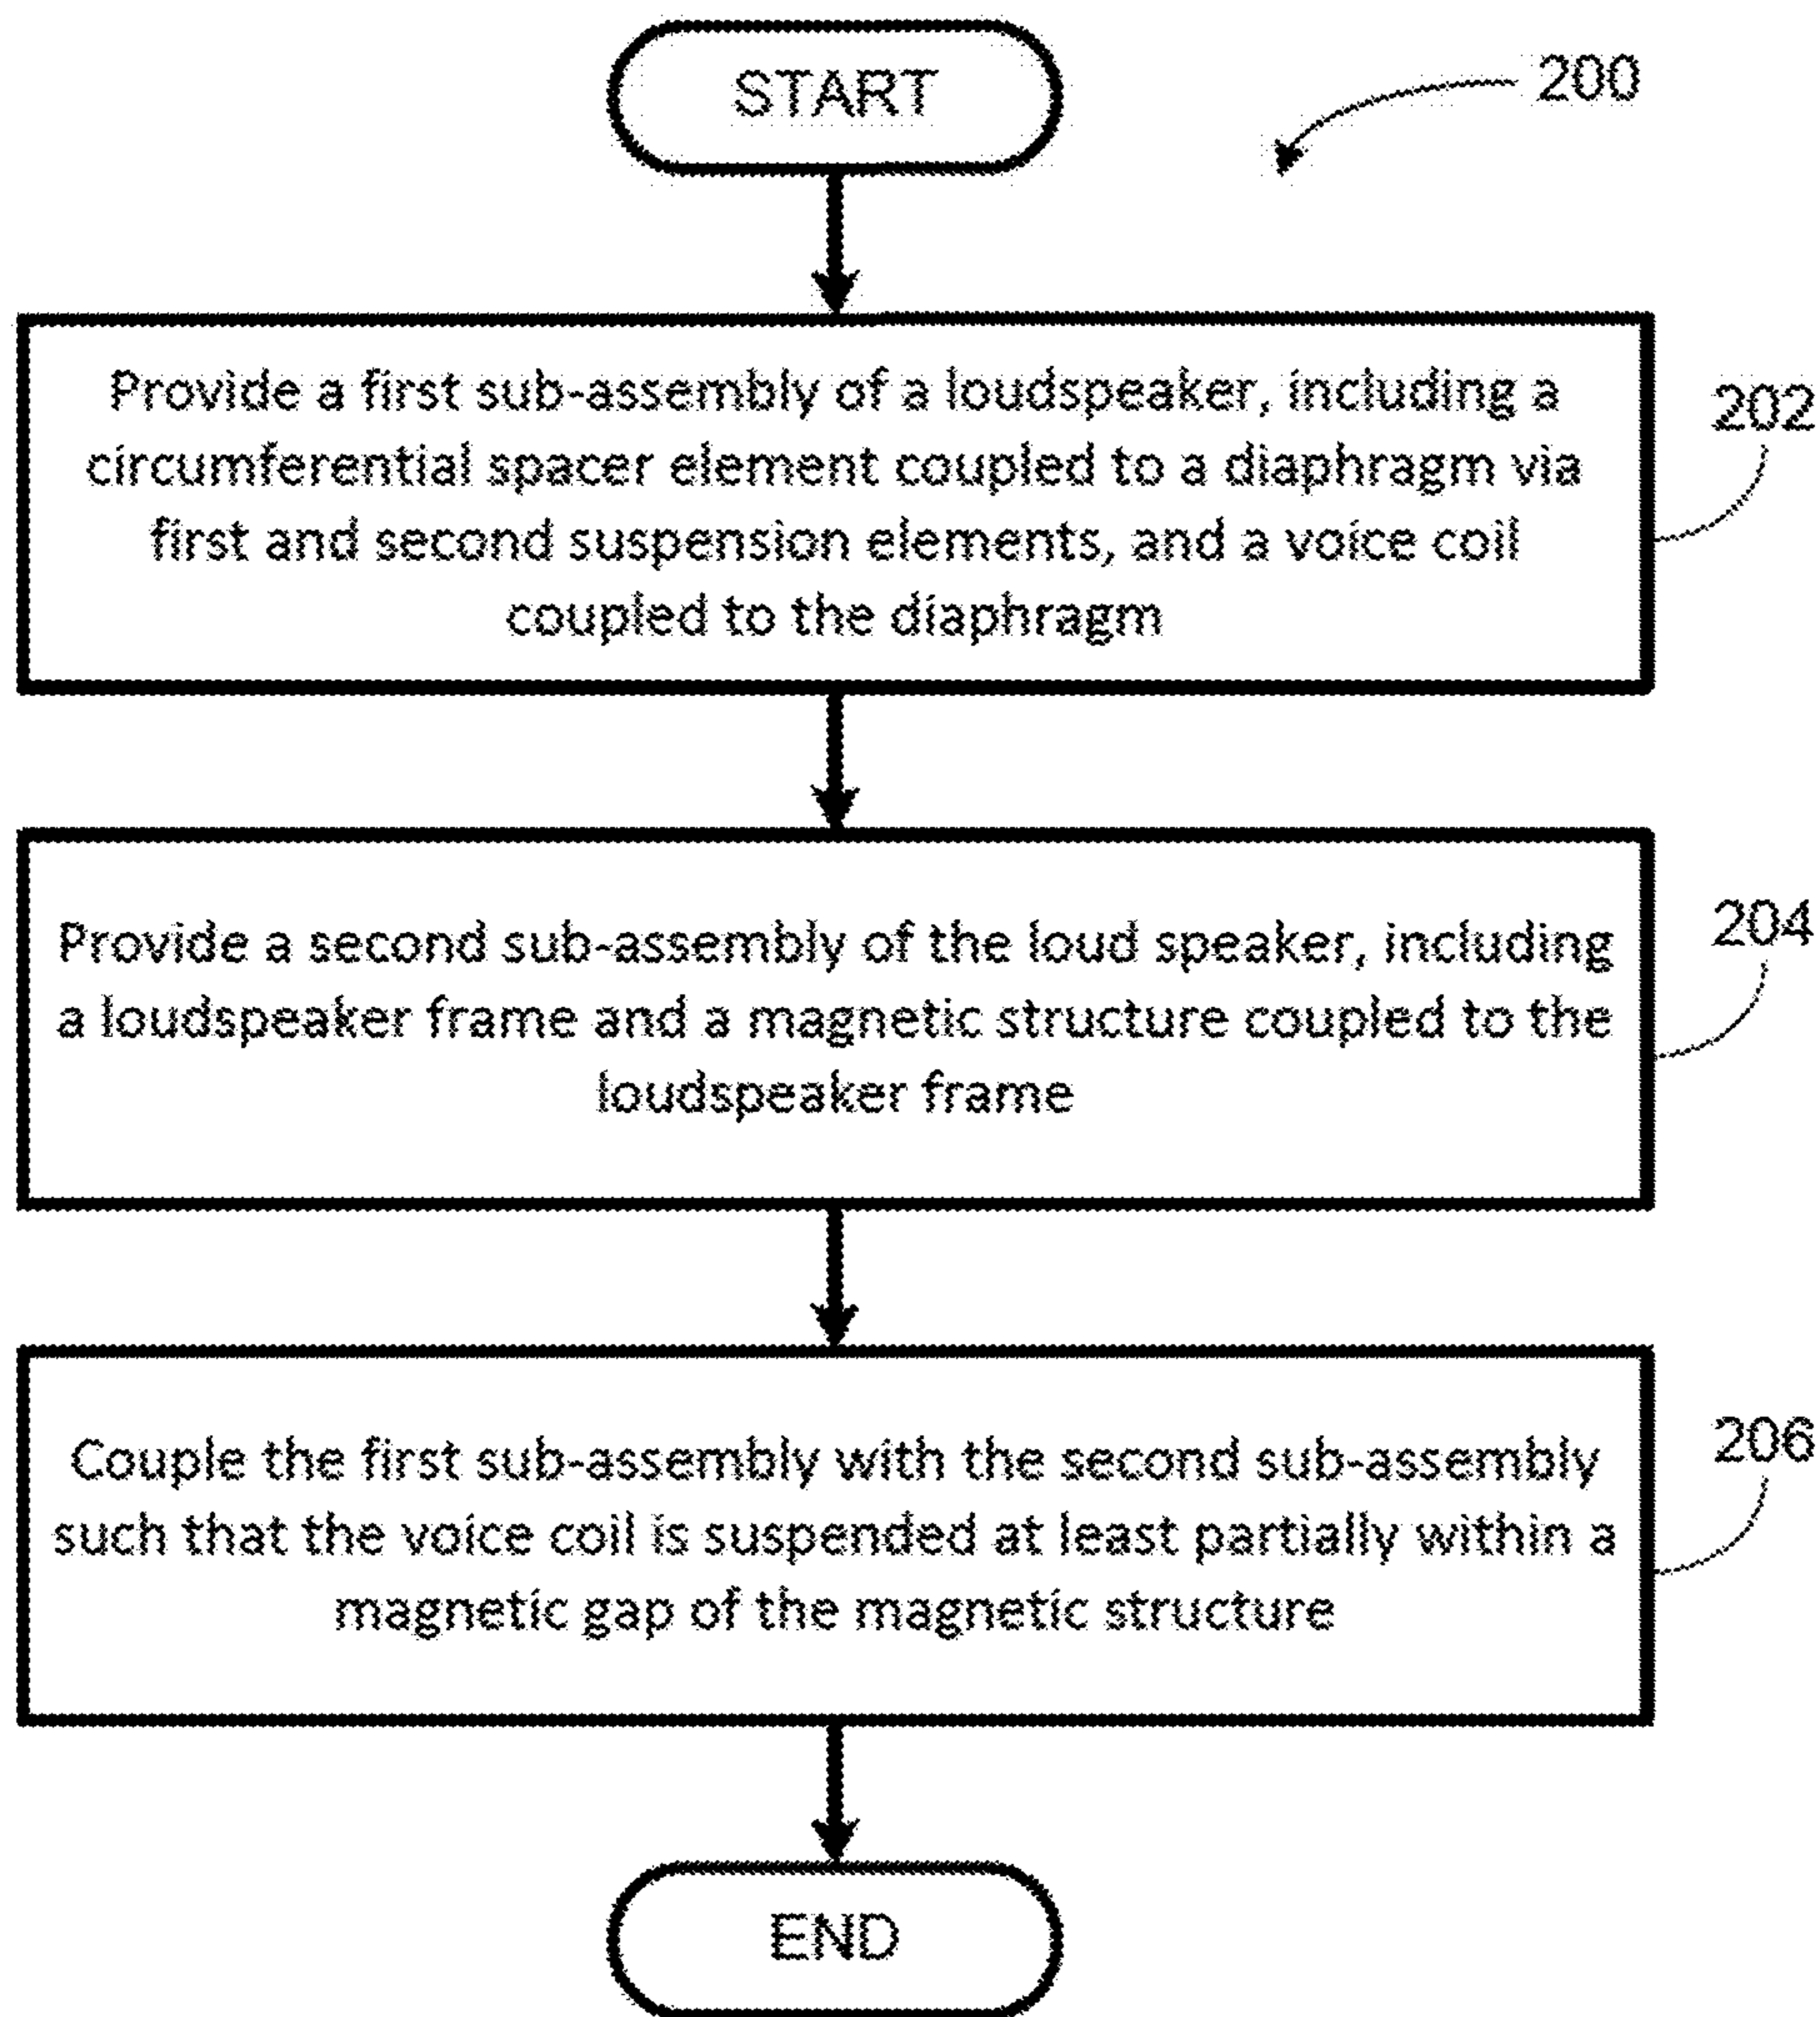 START
200
Provide a first sub-assembly of a loudspeaker, including a
circumferential spacer element coupled to a diaphragm via
first and second suspension elements, and a voice coil
coupled to the diaphragm
202
Provide a second sub-assembly of the loud speaker, including
a loudspeaker frame and a magnetic structure coupled to the
loudspeaker frame
204
Couple the first sub-assembly with the second sub-assembly
such that the voice coil is suspended at least partially within a
magnetic gap of the magnetic structure
206
END